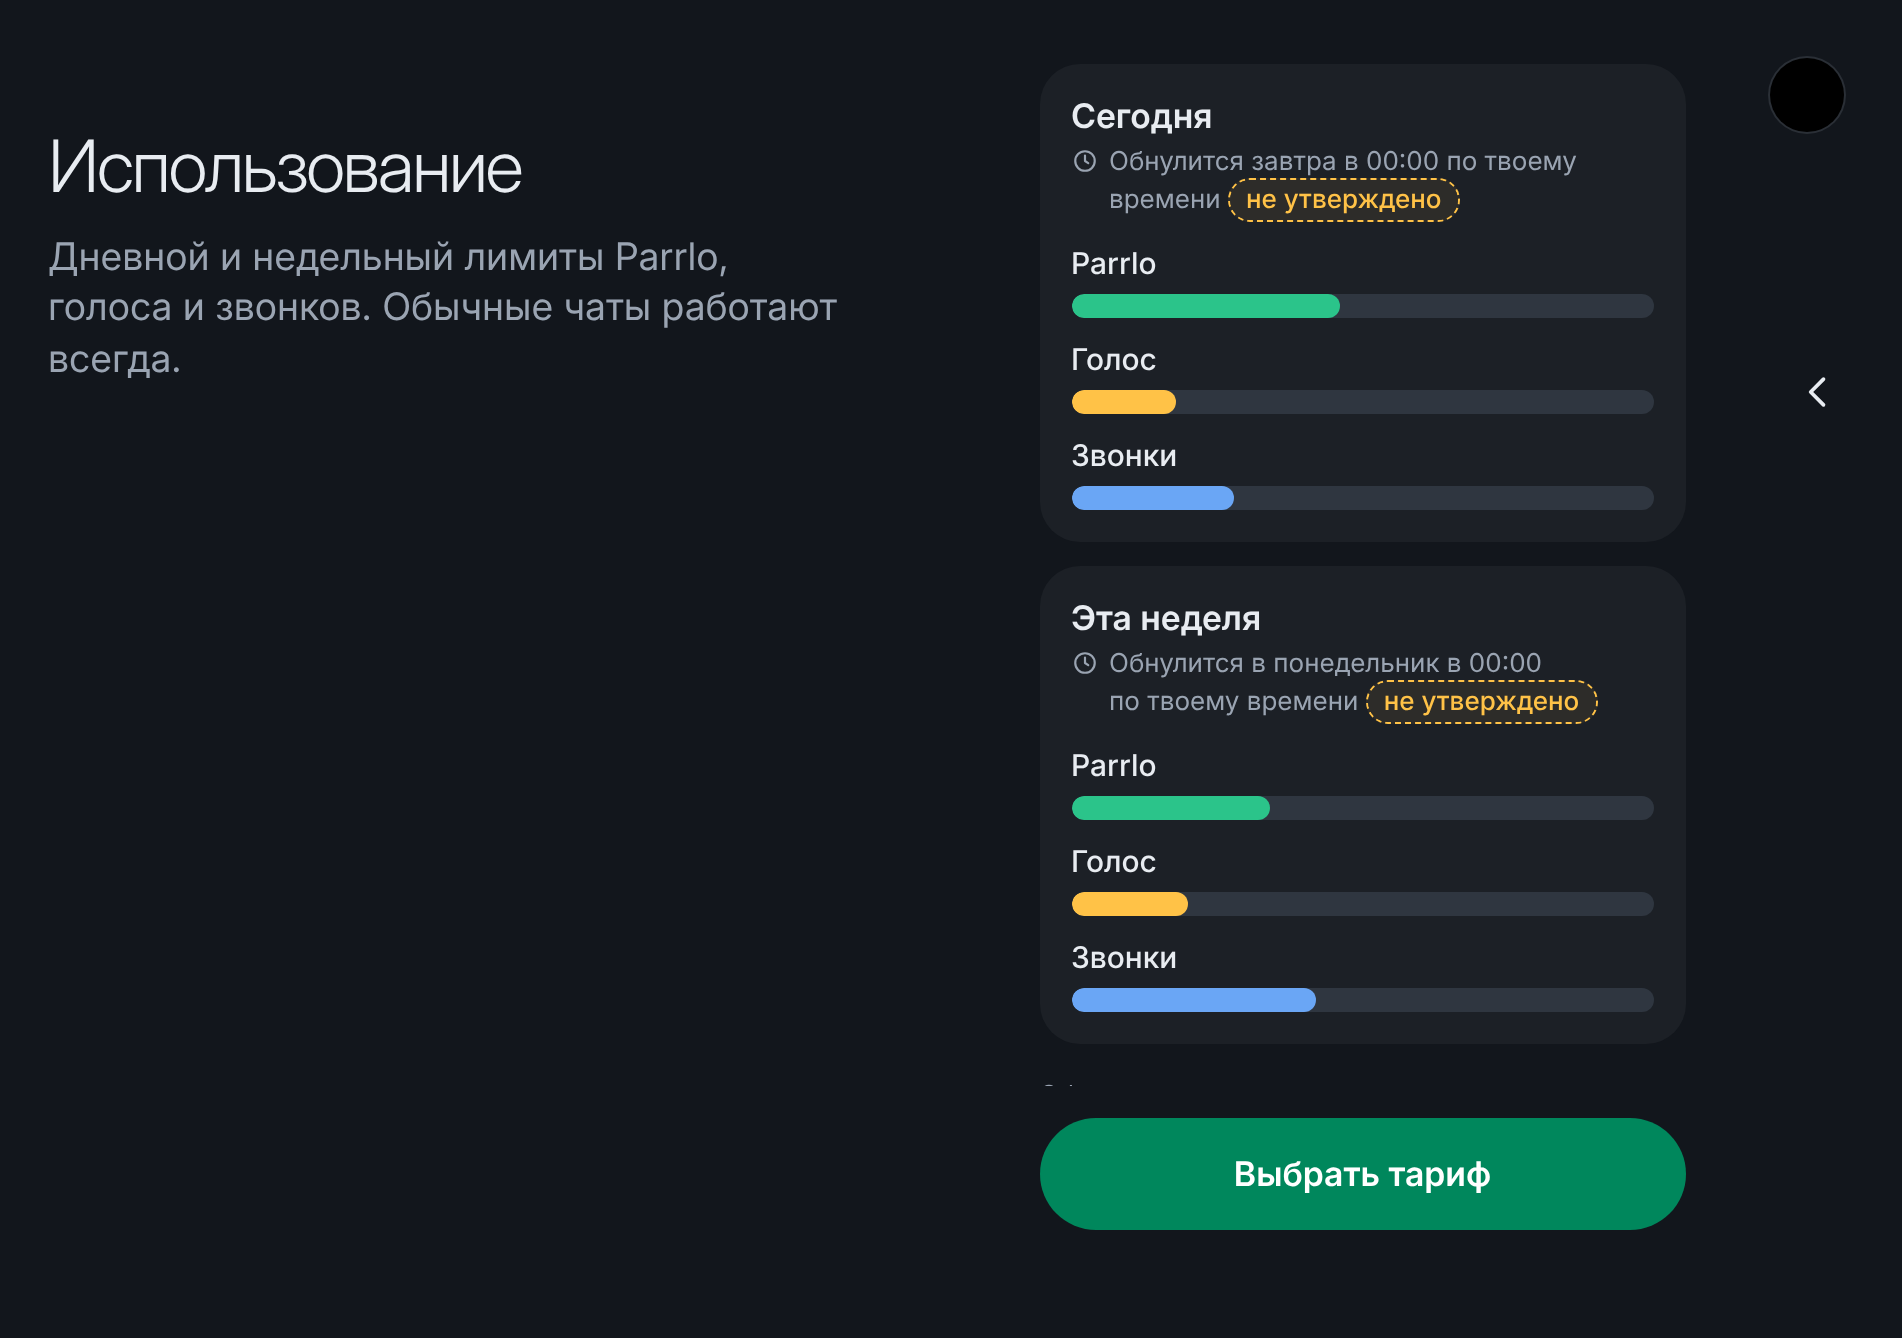 Использование
Дневной и недельный лимиты Parrlo,
голоса и звонков. Обычные чаты работают
всегда.
Сегодня
Обнулится завтра в 00:00 по твоему
времени не утверждено
Parrlo
Голос
Звонки
Эта неделя
Обнулится в понедельник в 00:00
по твоему времени не утверждено
Parrlo
Голос
Звонки
Выбрать тариф